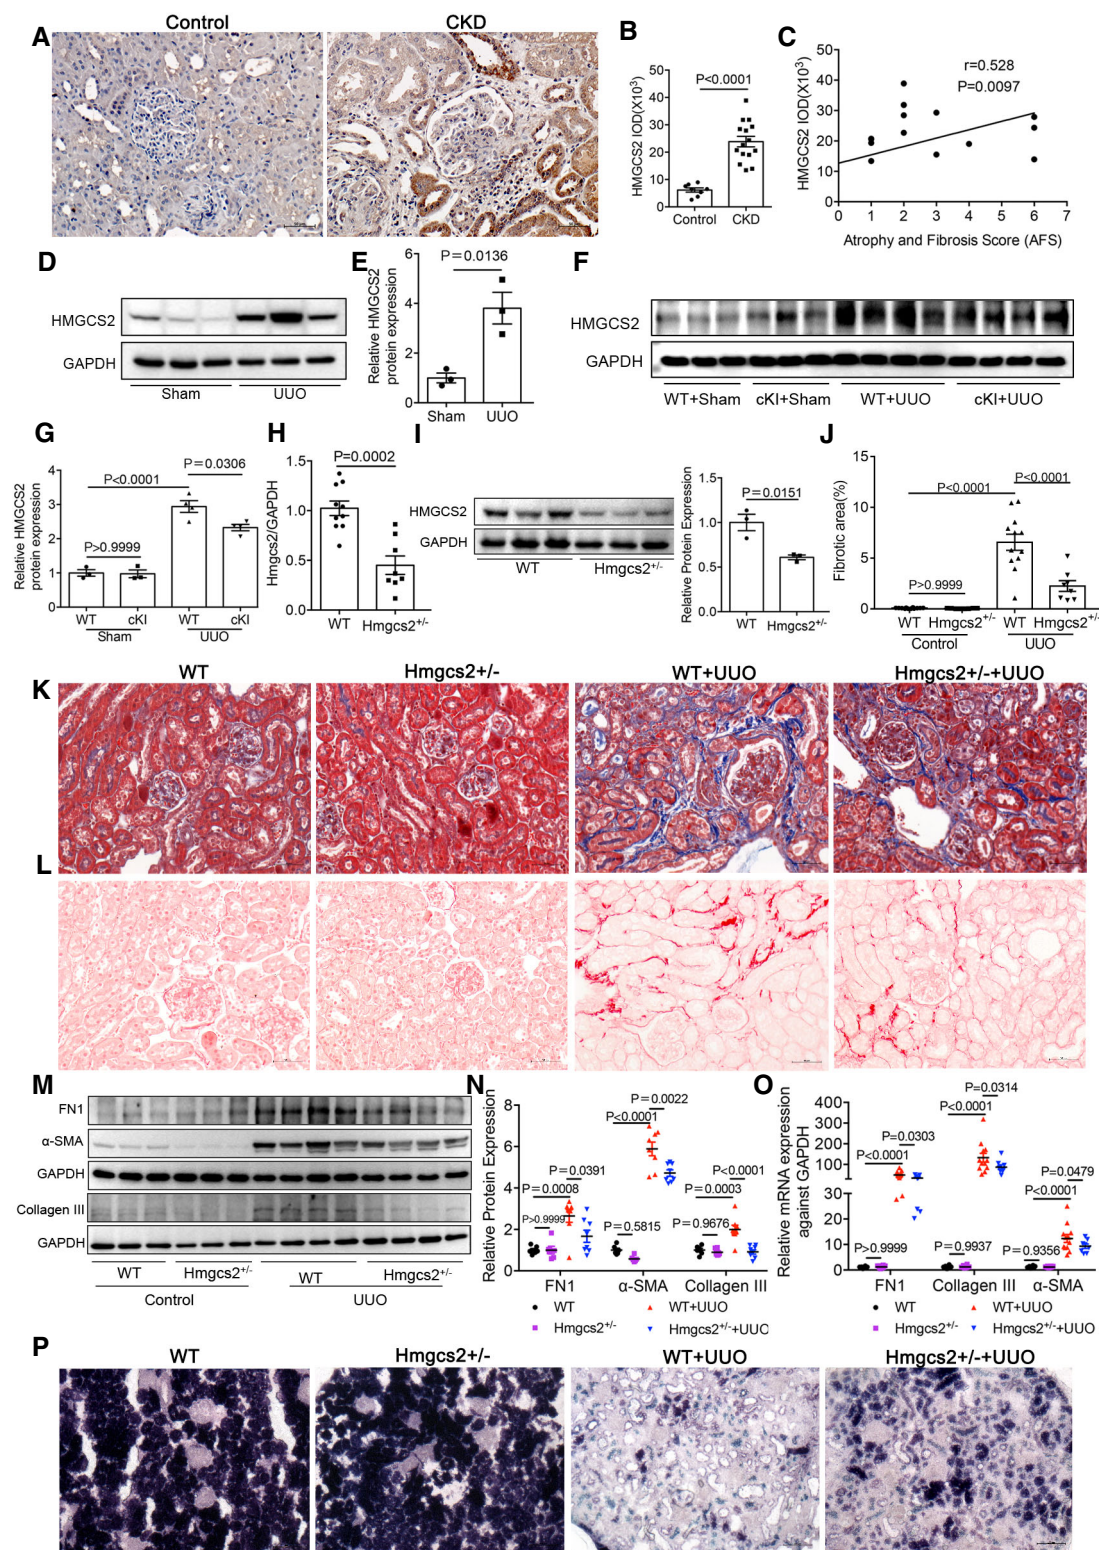 A
Control
CKD
B
HMGCS2 IOD(X10³)
50
40
30
20
10
0
P<0.0001
Control
CKD
C
HMGCS2 IOD(X10³)
50
40
30
20
10
0
r=0.528
P=0.0097
0 1 2 3 4 5 6 7
Atrophy and Fibrosis Score (AFS)
D
HMGCS2
GAPDH
Sham
UUO
E
Relative HMGCS2
protein expression
6
4
2
0
P=0.0136
Sham
UUO
F
HMGCS2
GAPDH
WT+Sham
cKI+Sham
WT+UUO
cKI+UUO
G
Relative HMGCS2
protein expression
4
3
2
1
0
P<0.0001
P=0.0306
P>0.9999
WT cKI WT cKI
Sham
UUO
H
Hmgcs2/GAPDH
1.5
1.0
0.5
0.0
P=0.0002
WT
Hmgcs2+/-
I
HMGCS2
GAPDH
WT
Hmgcs2+/-
Relative Protein Expression
1.5
1.0
0.5
0.0
P=0.0151
WT
Hmgcs2+/-
J
Fibrotic area(%)
15
10
5
0
P<0.0001
P<0.0001
P>0.9999
WT Hmgcs2+/- WT Hmgcs2+/-
Control
UUO
K
WT
Hmgcs2+/-
WT+UUO
Hmgcs2+/-+UUO
L
M
FN1
α-SMA
GAPDH
Collagen III
GAPDH
WT
Hmgcs2+/-
WT
Hmgcs2+/-
Control
UUO
N
Relative Protein Expression
8
6
4
2
0
P=0.0022
P<0.0001
P=0.0391
P<0.0001
P=0.0008
P=0.0003
P>0.9999
P=0.5815
P=0.9676
FN1
α-SMA
Collagen III
WT
WT+UUO
Hmgcs2+/-
Hmgcs2+/-+UUO
O
Relative mRNA expression
against GAPDH
400
300
200
100
30
20
10
0
P=0.0314
P<0.0001
P=0.0303
P<0.0001
P=0.0479
P<0.0001
P>0.9999
P=0.9937
P=0.9356
FN1
Collagen III
α-SMA
WT
WT+UUO
Hmgcs2+/-
Hmgcs2+/-+UUO
P
WT
Hmgcs2+/-
WT+UUO
Hmgcs2+/-+UUO